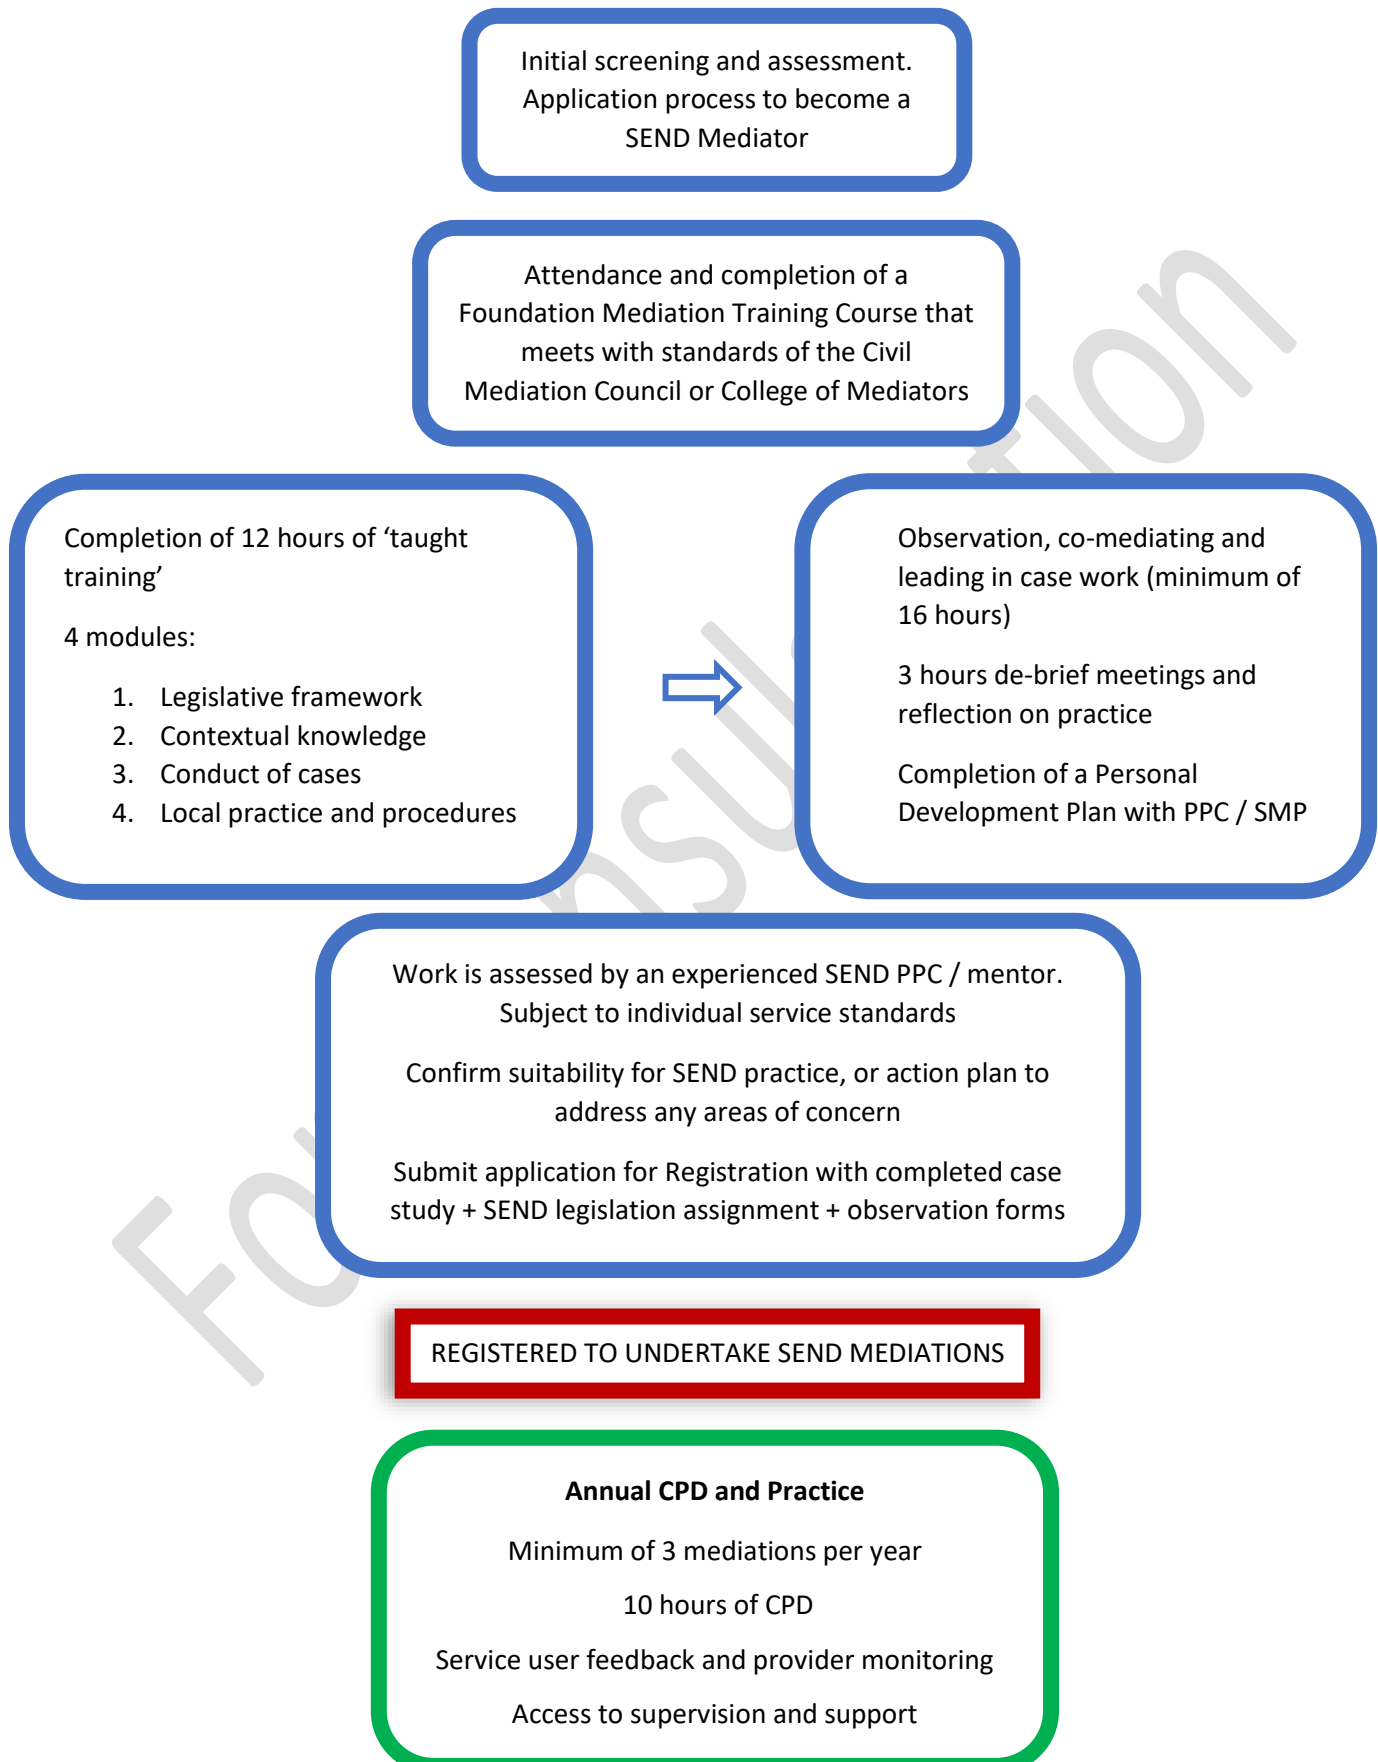 Initial screening and assessment.
Application process to become a
SEND Mediator
Attendance and completion of a
Foundation Mediation Training Course that
meets with standards of the Civil
Mediation Council or College of Mediators
Completion of 12 hours of ‘taught
training’
4 modules:
1. Legislative framework
2. Contextual knowledge
3. Conduct of cases
4. Local practice and procedures
Observation, co-mediating and
leading in case work (minimum of
16 hours)
3 hours de-brief meetings and
reflection on practice
Completion of a Personal
Development Plan with PPC / SMP
Work is assessed by an experienced SEND PPC / mentor.
Subject to individual service standards
Confirm suitability for SEND practice, or action plan to
address any areas of concern
Submit application for Registration with completed case
study + SEND legislation assignment + observation forms
REGISTERED TO UNDERTAKE SEND MEDIATIONS
Annual CPD and Practice
Minimum of 3 mediations per year
10 hours of CPD
Service user feedback and provider monitoring
Access to supervision and support